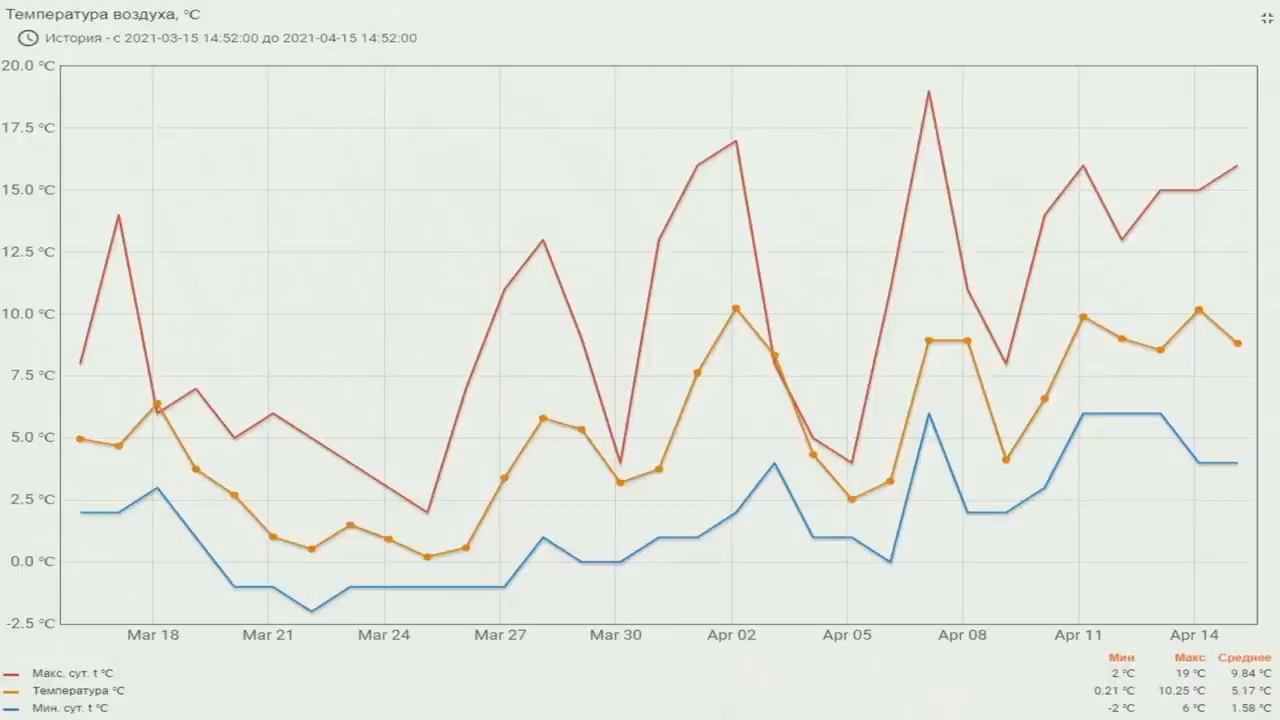 Температура воздуха, °C
История - с 2021-03-15 14:52:00 до 2021-04-15 14:52:00
20.0 °C
17.5 °C
15.0 °C
12.5 °C
10.0 °C
7.5 °C
5.0 °C
2.5 °C
0.0 °C
-2.5 °C
Mar 18 Mar 21 Mar 24 Mar 27 Mar 30 Apr 02 Apr 05 Apr 08 Apr 11 Apr 14
Мин Макс Среднее
Макс. сут. t °C 2 °C 19 °C 9.84 °C
Температура °C 0.21 °C 10.25 °C 5.17 °C
Мин. сут. t °C -2 °C 6 °C 1.58 °C